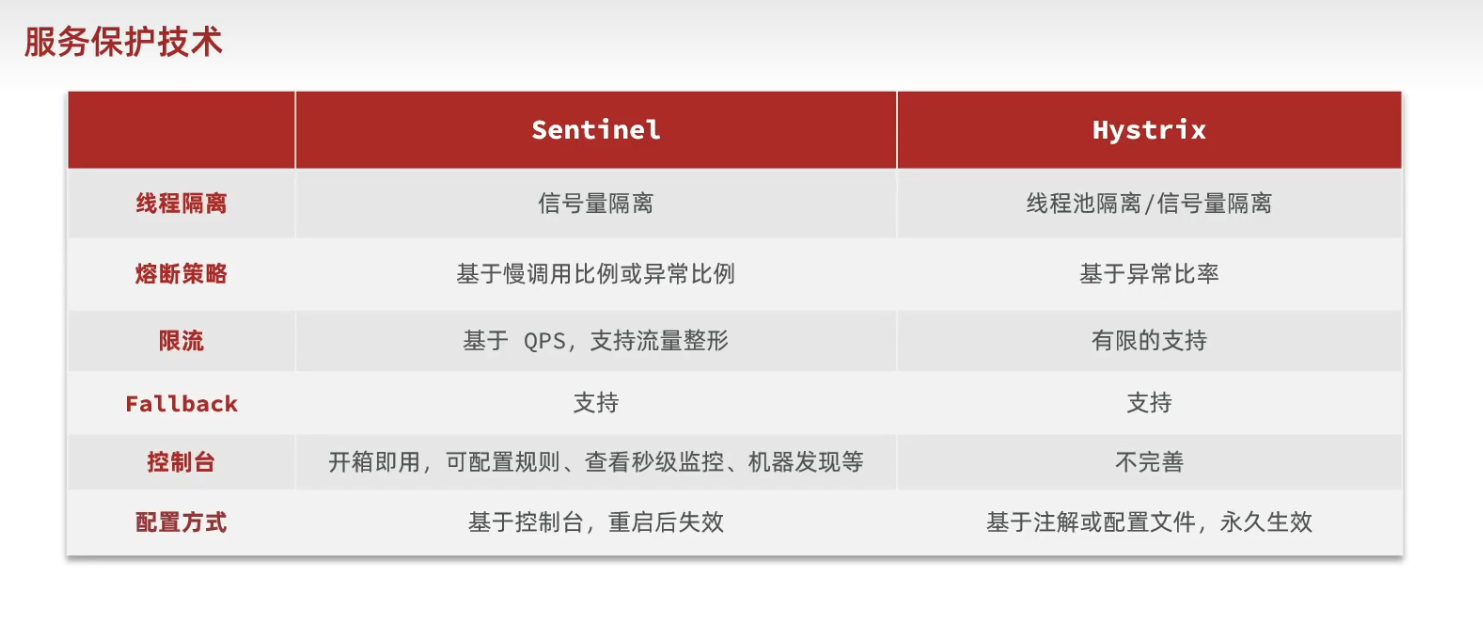 服务保护技术
Sentinel Hystrix
线程隔离 信号量隔离 线程池隔离/信号量隔离
熔断策略 基于慢调用比例或异常比例 基于异常比率
限流 基于 QPS，支持流量整形 有限的支持
Fallback 支持 支持
控制台 开箱即用，可配置规则、查看秒级监控、机器发现等 不完善
配置方式 基于控制台，重启后失效 基于注解或配置文件，永久生效